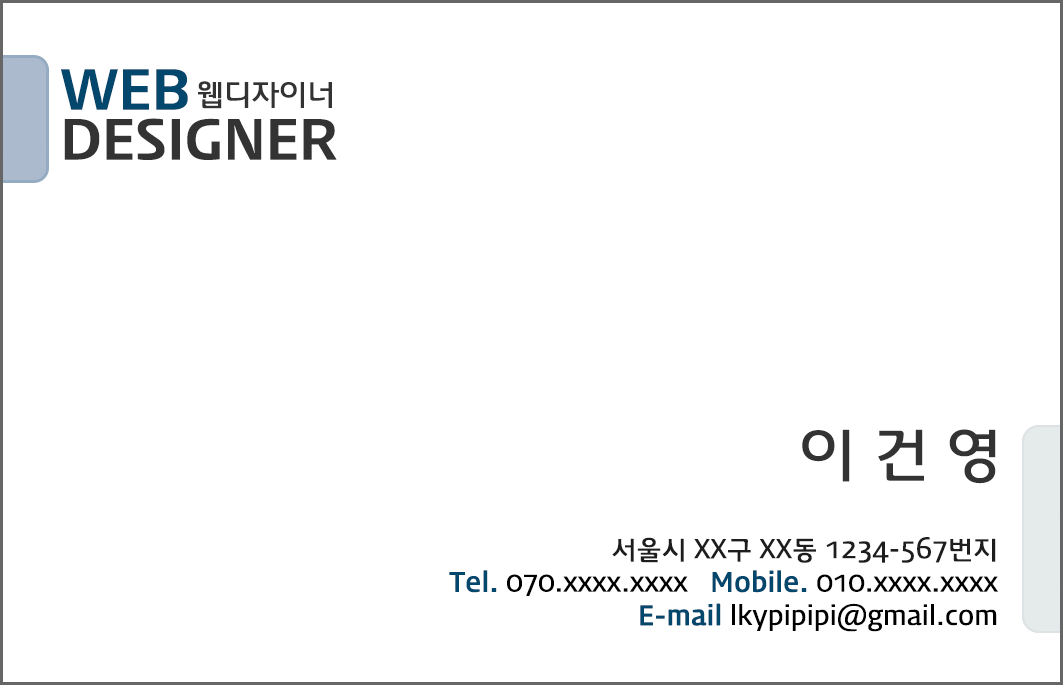 WEB 웹디자이너
DESIGNER
이 건 영
서울시 XX구 XX동 1234-567번지
Tel. 070.xxxx.xxxx Mobile. 010.xxxx.xxxx
E-mail lkypipipi@gmail.com